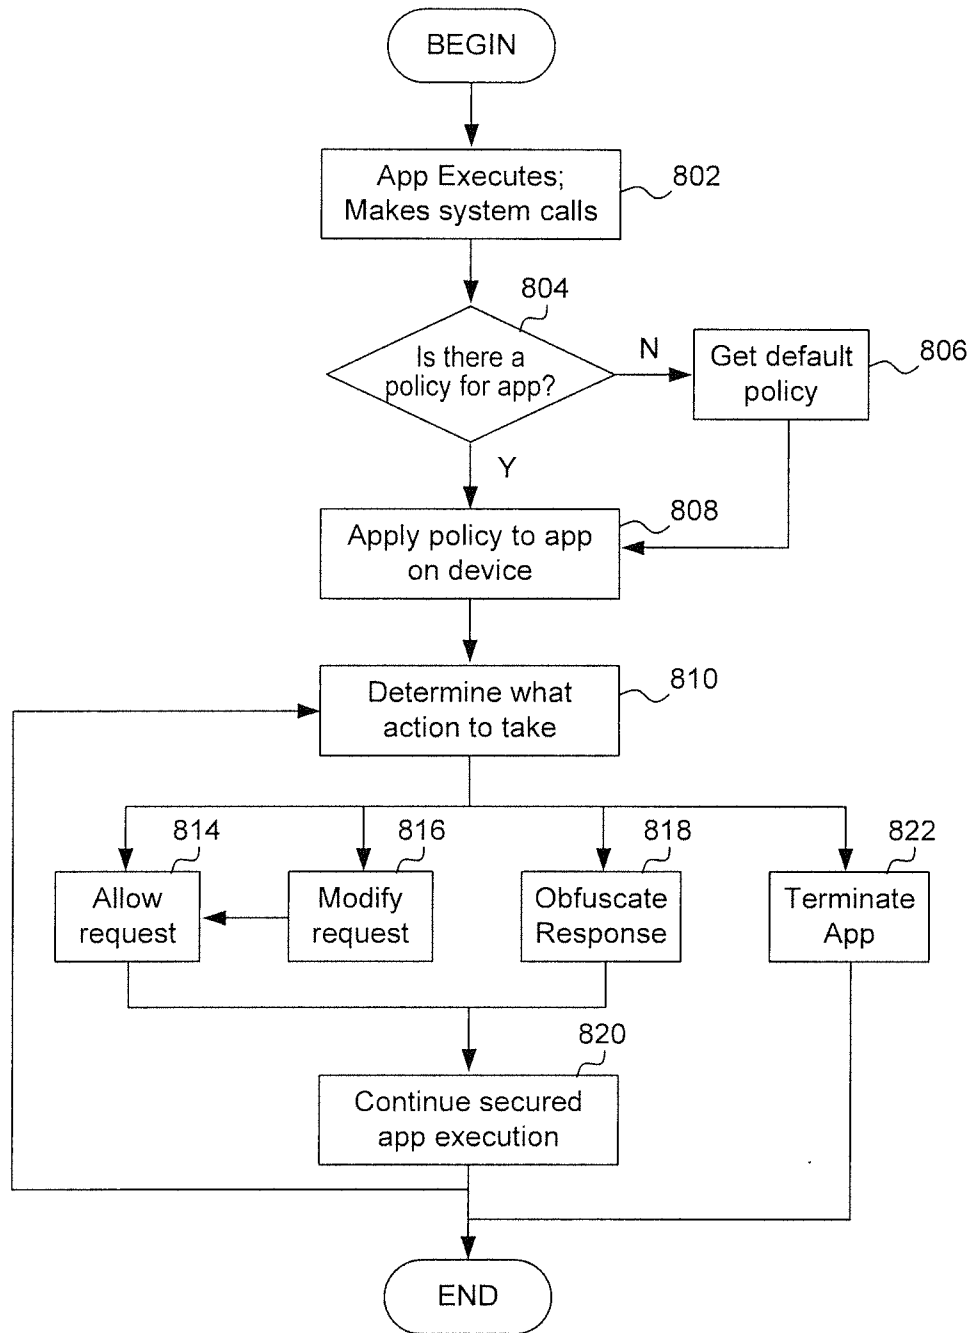 BEGIN
App Executes;
Makes system calls
802
804
Is there a
policy for app?
N
Get default
policy
806
Y
Apply policy to app
on device
808
Determine what
action to take
810
814
Allow
request
816
Modify
request
818
Obfuscate
Response
822
Terminate
App
820
Continue secured
app execution
END